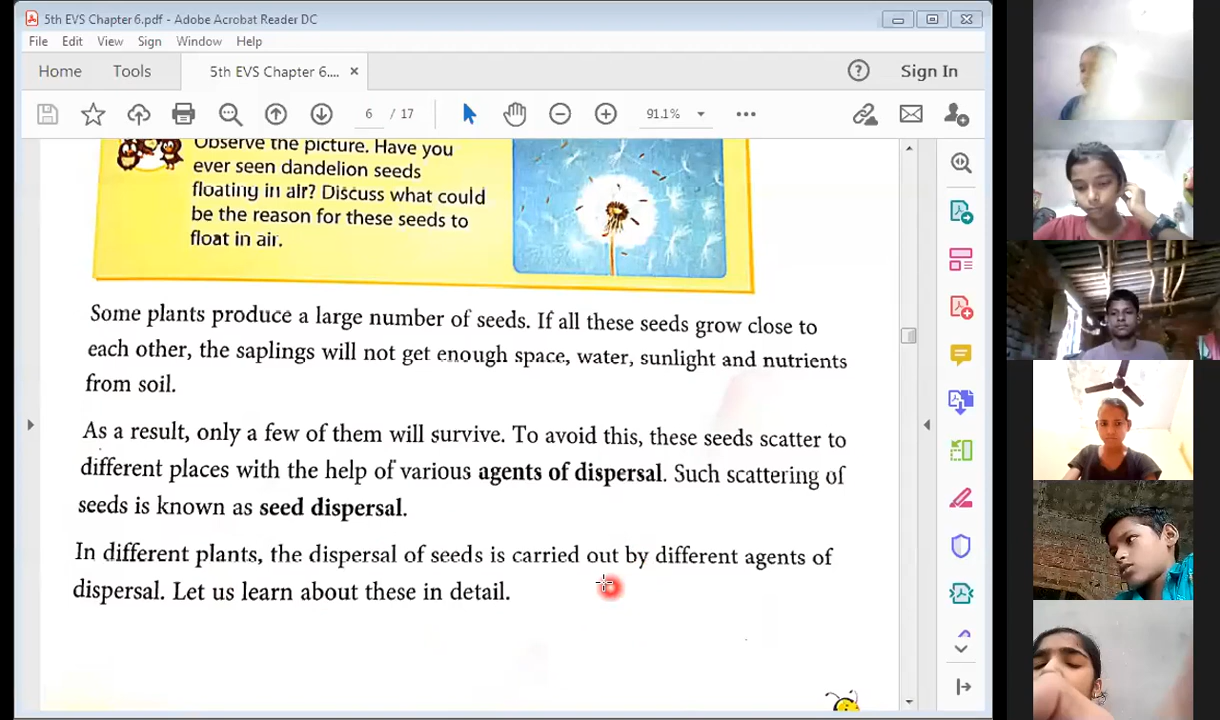 5th EVS Chapter 6.pdf - Adobe Acrobat Reader DC
File Edit View Sign Window Help
Home Tools 5th EVS Chapter 6.... Sign In
6 / 17 91.1%
Observe the picture. Have you
ever seen dandelion seeds
floating in air? Discuss what could
be the reason for these seeds to
float in air.
Some plants produce a large number of seeds. If all these seeds grow close to
each other, the saplings will not get enough space, water, sunlight and nutrients
from soil.
As a result, only a few of them will survive. To avoid this, these seeds scatter to
different places with the help of various agents of dispersal. Such scattering of
seeds is known as seed dispersal.
In different plants, the dispersal of seeds is carried out by different agents of
dispersal. Let us learn about these in detail.